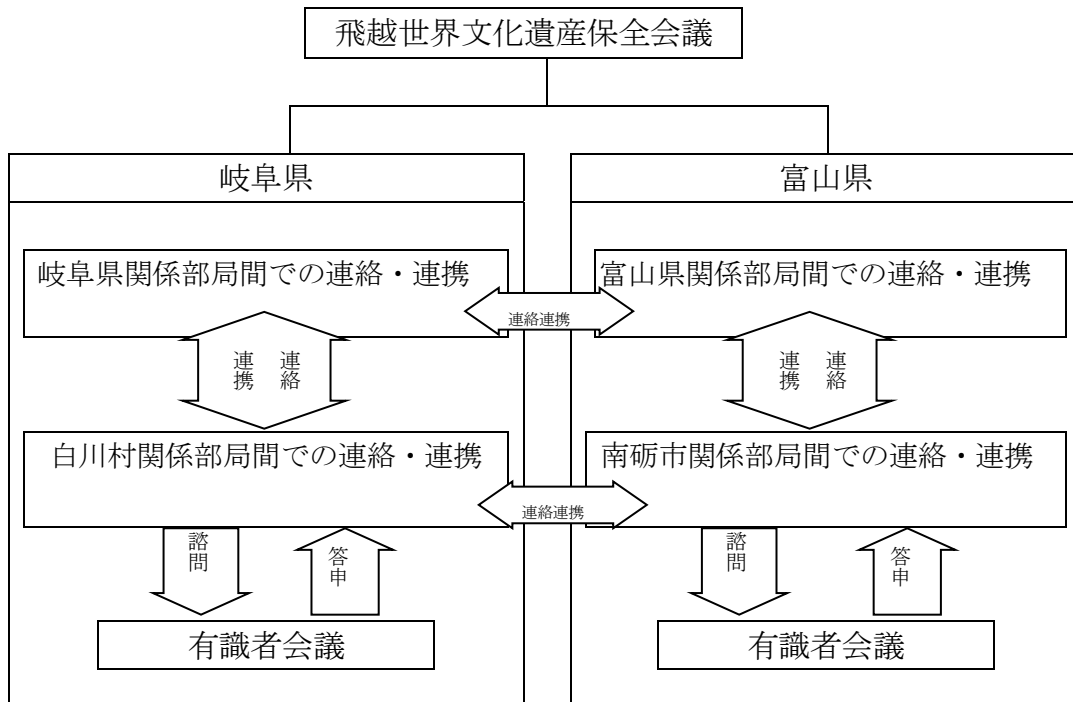 飛越世界文化遺産保全会議
岐阜県
富山県
岐阜県関係部局間での連絡・連携
富山県関係部局間での連絡・連携
連絡連携
連絡
連携
連絡
連携
白川村関係部局間での連絡・連携
南砺市関係部局間での連絡・連携
連絡連携
諮問
答申
諮問
答申
有識者会議
有識者会議